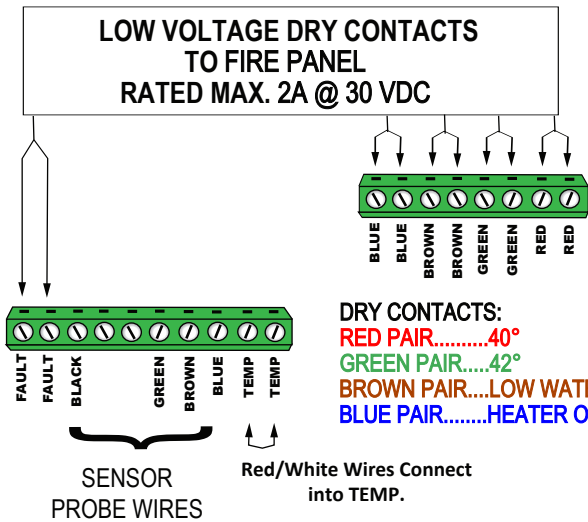 LOW VOLTAGE DRY CONTACTS
TO FIRE PANEL
RATED MAX. 2A @ 30 VDC
BLUE
BLUE
BROWN
BROWN
GREEN
GREEN
RED
RED
FAULT
FAULT
BLACK
GREEN
BROWN
BLUE
TEMP
TEMP
DRY CONTACTS:
RED PAIR..........40°
GREEN PAIR.....42°
BROWN PAIR...LOW
BLUE PAIR........HEATER
SENSOR
PROBE WIRES
Red/White Wires Connect
into TEMP.